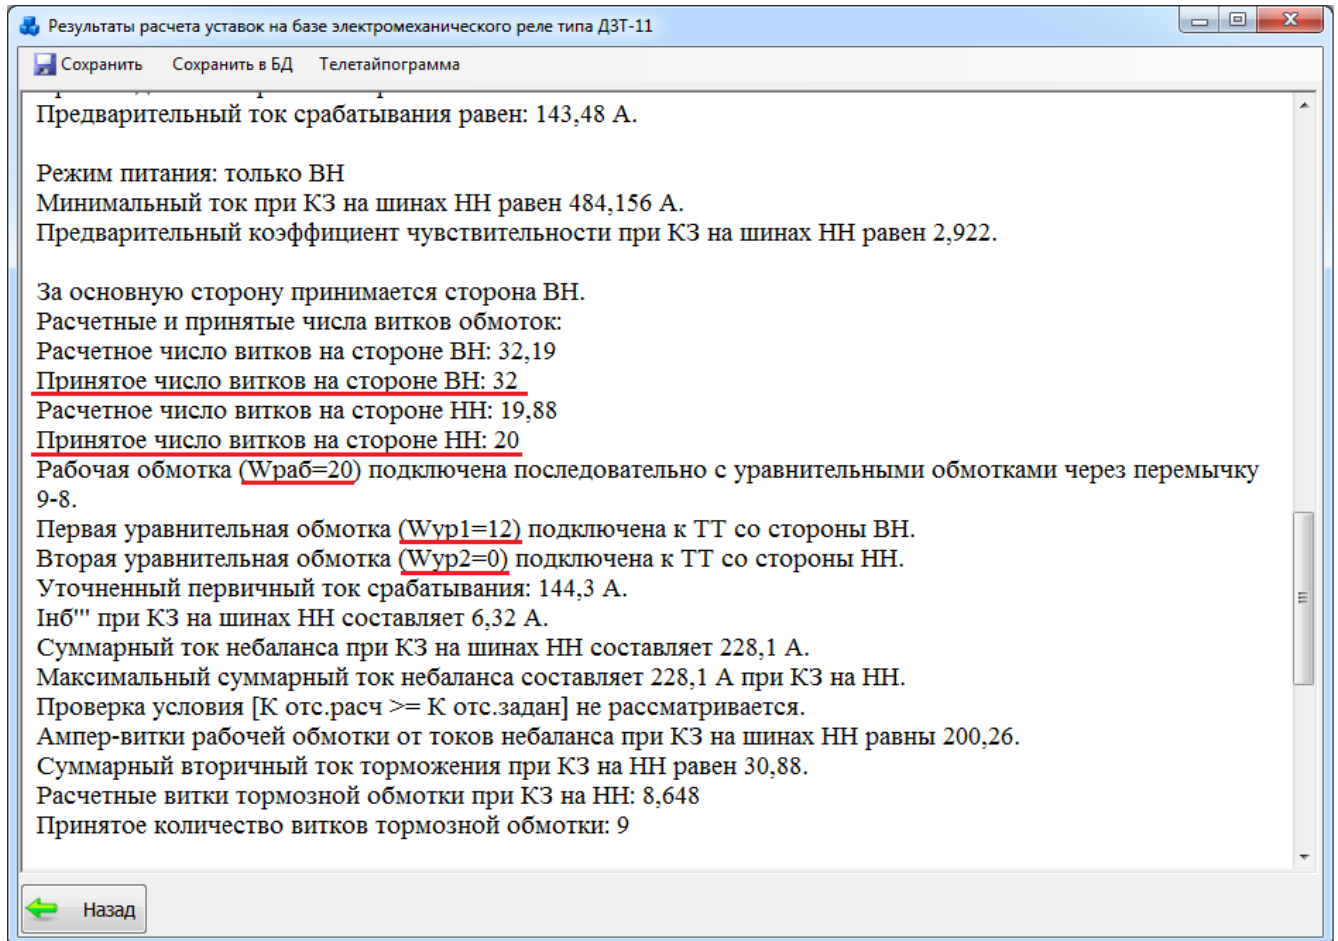 Результаты расчета уставок на базе электромеханического реле типа ДЗТ-11
Сохранить Сохранить в БД Телетайпограмма
Предварительный ток срабатывания равен: 143,48 А.
Режим питания: только ВН
Минимальный ток при КЗ на шинах НН равен 484,156 А.
Предварительный коэффициент чувствительности при КЗ на шинах НН равен 2,922.
За основную сторону принимается сторона ВН.
Расчетные и принятые числа витков обмоток:
Расчетное число витков на стороне ВН: 32,19
Принятое число витков на стороне ВН: 32
Расчетное число витков на стороне НН: 19,88
Принятое число витков на стороне НН: 20
Рабочая обмотка (Wраб=20) подключена последовательно с уравнительными обмотками через перемычку
9-8.
Первая уравнительная обмотка (Wур1=12) подключена к ТТ со стороны ВН.
Вторая уравнительная обмотка (Wур2=0) подключена к ТТ со стороны НН.
Уточненный первичный ток срабатывания: 144,3 А.
Iнб''' при КЗ на шинах НН составляет 6,32 А.
Суммарный ток небаланса при КЗ на шинах НН составляет 228,1 А.
Максимальный суммарный ток небаланса составляет 228,1 А при КЗ на НН.
Проверка условия [К отс.расч >= К отс.задан] не рассматривается.
Ампер-витки рабочей обмотки от токов небаланса при КЗ на шинах НН равны 200,26.
Суммарный вторичный ток торможения при КЗ на НН равен 30,88.
Расчетные витки тормозной обмотки при КЗ на НН: 8,648
Принятое количество витков тормозной обмотки: 9
Назад